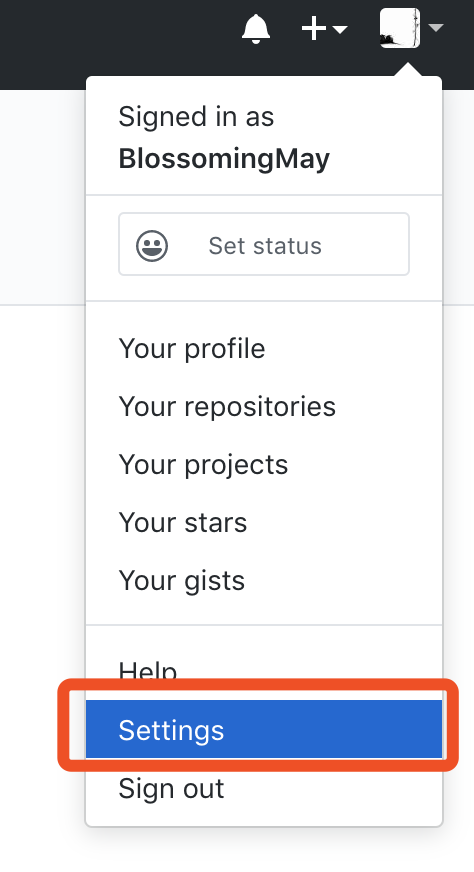 Signed in as
BlossomingMay
Set status
Your profile
Your repositories
Your projects
Your stars
Your gists
Help
Settings
Sign out